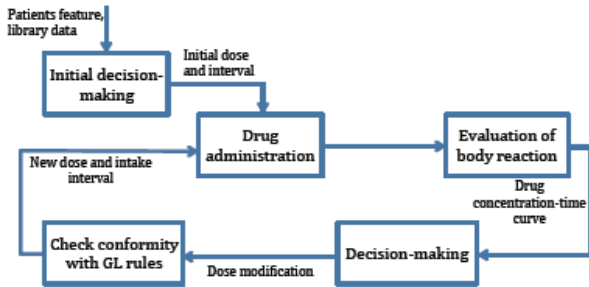 Patients feature,
library data
Initial decision-
making
Initial dose
and interval
Drug
administration
Evaluation of
body reaction
New dose and intake
interval
Drug
concentration-time
curve
Check conformity
with GL rules
Dose modification
Decision-making